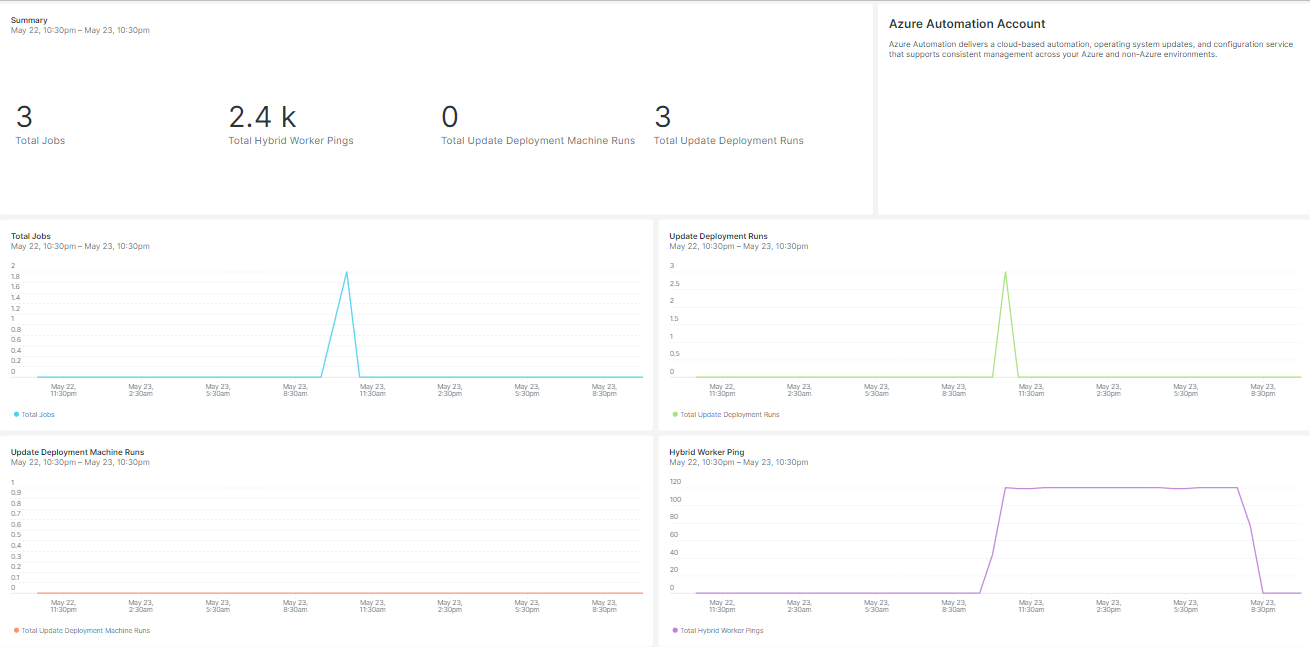 Summary
May 22, 10:30pm – May 23, 10:30pm
3
Total Jobs
2.4 k
Total Hybrid Worker Pings
0
Total Update Deployment Machine Runs
3
Total Update Deployment Runs
Azure Automation Account
Azure Automation delivers a cloud-based automation, operating system updates, and configuration service
that supports consistent management across your Azure and non-Azure environments.
Total Jobs
May 22, 10:30pm – May 23, 10:30pm
2
1.8
1.6
1.4
1.2
1
0.8
0.6
0.4
0.2
0
May 22, May 23, May 23, May 23, May 23, May 23, May 23, May 23,
11:30pm 2:30am 5:30am 8:30am 11:30am 2:30pm 5:30pm 8:30pm
Total Jobs
Update Deployment Runs
May 22, 10:30pm – May 23, 10:30pm
3
2.5
2
1.5
1
0.5
0
May 22, May 23, May 23, May 23, May 23, May 23, May 23, May 23,
11:30pm 2:30am 5:30am 8:30am 11:30am 2:30pm 5:30pm 8:30pm
Total Update Deployment Runs
Update Deployment Machine Runs
May 22, 10:30pm – May 23, 10:30pm
1
0.9
0.8
0.7
0.6
0.5
0.4
0.3
0.2
0.1
0
May 22, May 23, May 23, May 23, May 23, May 23, May 23, May 23,
11:30pm 2:30am 5:30am 8:30am 11:30am 2:30pm 5:30pm 8:30pm
Total Update Deployment Machine Runs
Hybrid Worker Ping
May 22, 10:30pm – May 23, 10:30pm
120
100
80
60
40
20
0
May 22, May 23, May 23, May 23, May 23, May 23, May 23, May 23,
11:30pm 2:30am 5:30am 8:30am 11:30am 2:30pm 5:30pm 8:30pm
Total Hybrid Worker Pings